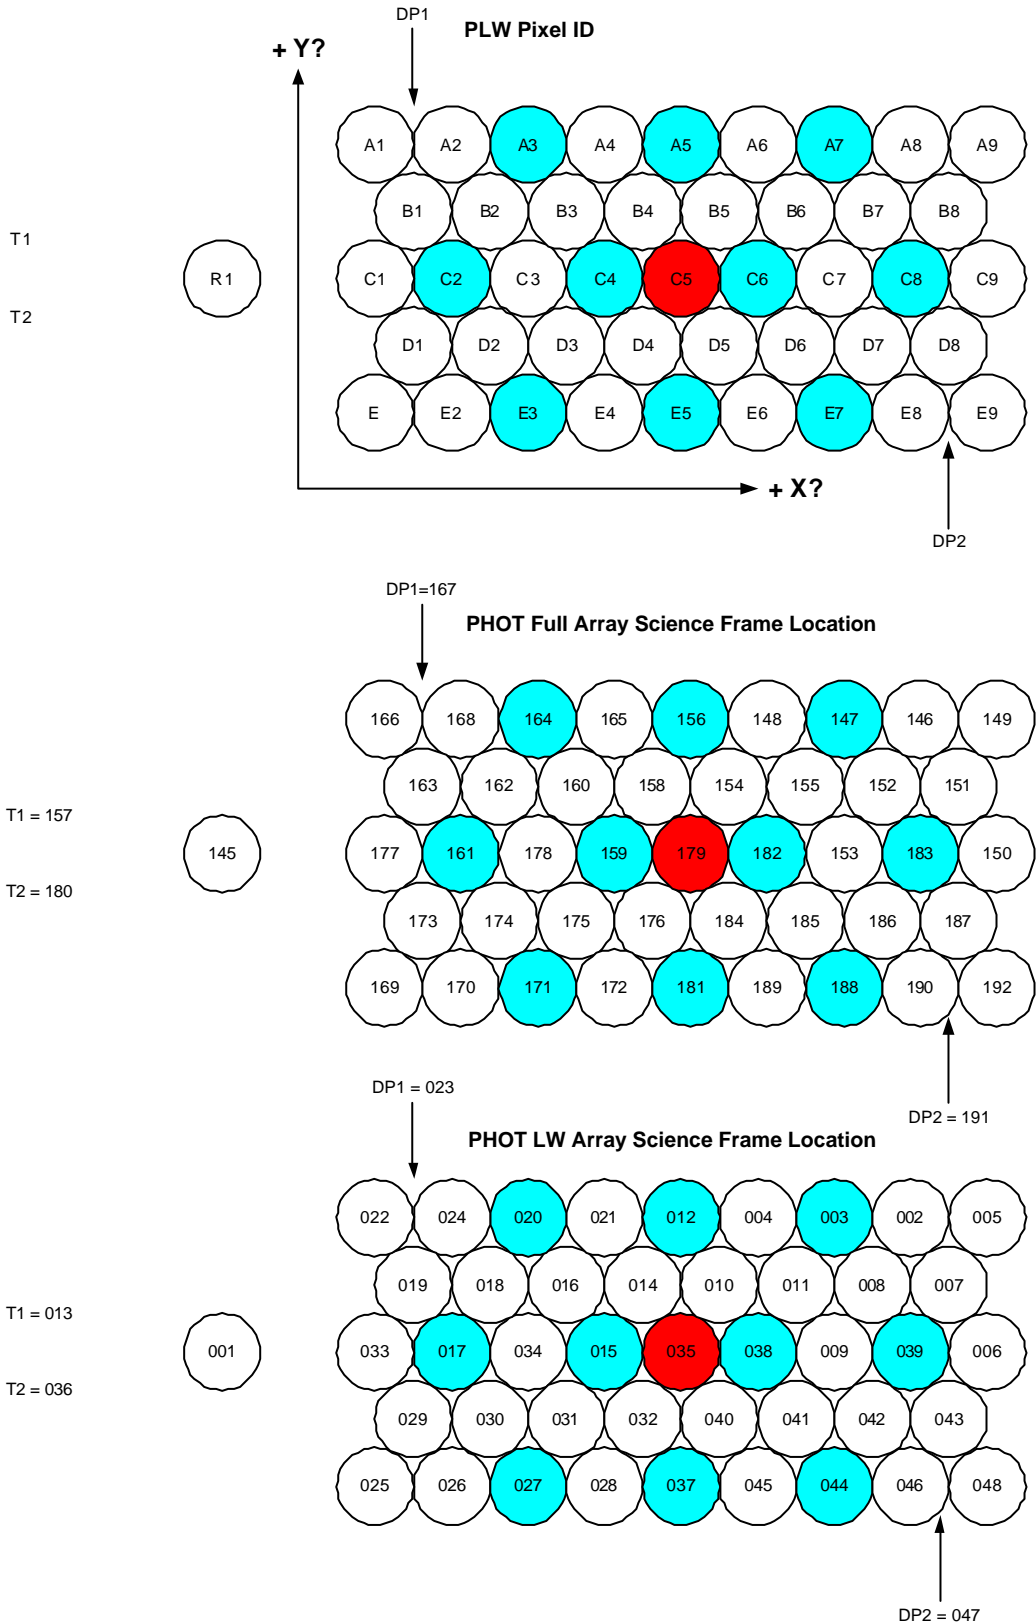 DP1
PLW Pixel ID
+ Y?
A1 A2 A3 A4 A5 A6 A7 A8 A9
B1 B2 B3 B4 B5 B6 B7 B8
T1
R1 C1 C2 C3 C4 C5 C6 C7 C8 C9
T2
D1 D2 D3 D4 D5 D6 D7 D8
E E2 E3 E4 E5 E6 E7 E8 E9
+ X?
DP2
DP1=167
PHOT Full Array Science Frame Location
166 168 164 165 156 148 147 146 149
163 162 160 158 154 155 152 151
T1 = 157
145 177 161 178 159 179 182 153 183 150
T2 = 180
173 174 175 176 184 185 186 187
169 170 171 172 181 189 188 190 192
DP1 = 023
DP2 = 191
PHOT LW Array Science Frame Location
022 024 020 021 012 004 003 002 005
019 018 016 014 010 011 008 007
T1 = 013
001 033 017 034 015 035 038 009 039 006
T2 = 036
029 030 031 032 040 041 042 043
025 026 027 028 037 045 044 046 048
DP2 = 047